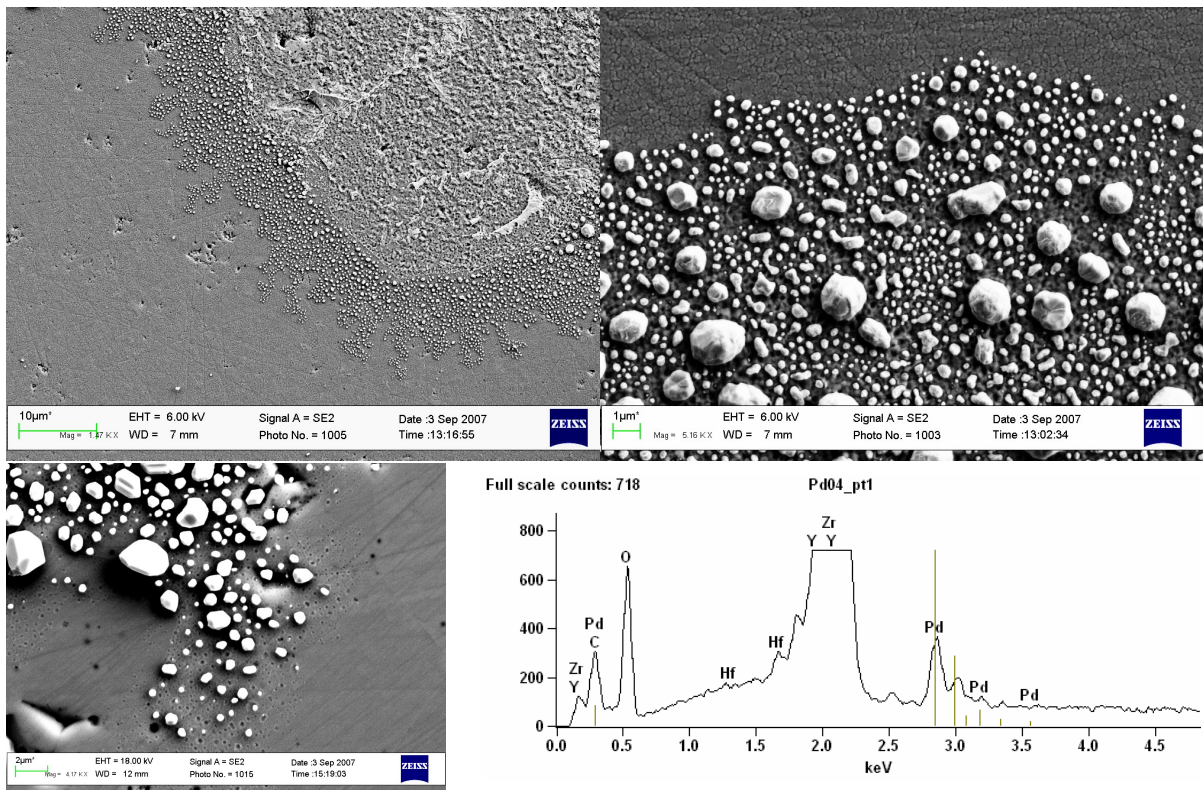 10µm*
Mag = 1.47 K X
EHT = 6.00 kV
WD = 7 mm
Signal A = SE2
Photo No. = 1005
Date :3 Sep 2007
Time :13:16:55
ZEISS
1µm*
Mag = 5.16 K X
EHT = 6.00 kV
WD = 7 mm
Signal A = SE2
Photo No. = 1003
Date :3 Sep 2007
Time :13:02:34
ZEISS
2µm*
Mag = 4.17 K X
EHT = 18.00 kV
WD = 12 mm
Signal A = SE2
Photo No. = 1015
Date :3 Sep 2007
Time :15:19:03
ZEISS
Full scale counts: 718
Pd04_pt1
800
600
400
200
0
Zr
Y
Pd
C
O
Hf
Hf
Zr
Y Y
Pd
Pd
Pd
0.0 0.5 1.0 1.5 2.0 2.5 3.0 3.5 4.0 4.5
keV